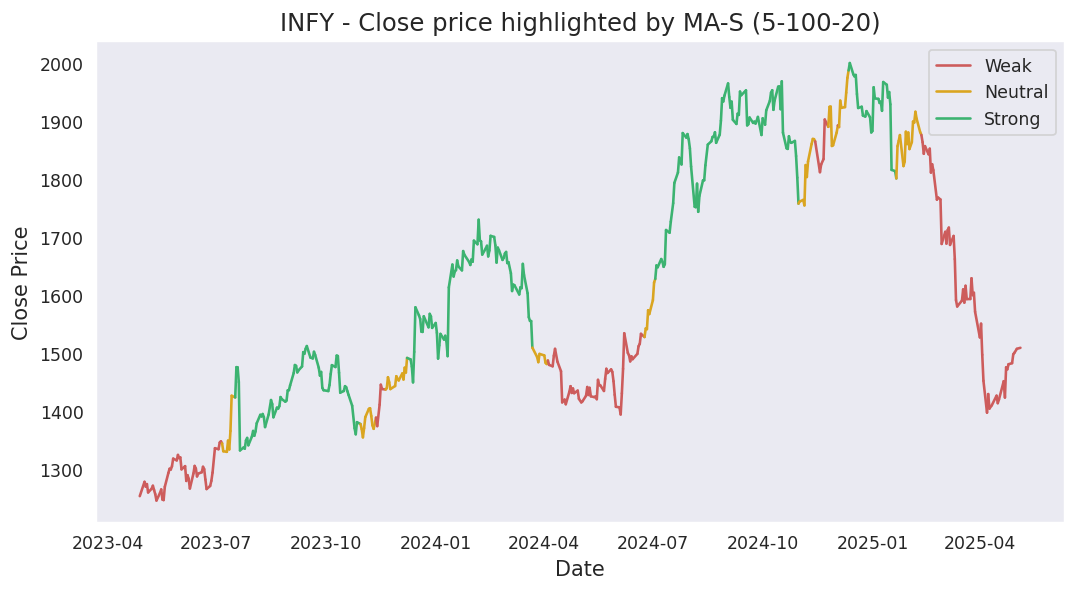 INFY - Close price highlighted by MA-S (5-100-20)
Weak
Neutral
Strong
Close Price
2000
1900
1800
1700
1600
1500
1400
1300
2023-04 2023-07 2023-10 2024-01 2024-04 2024-07 2024-10 2025-01 2025-04
Date